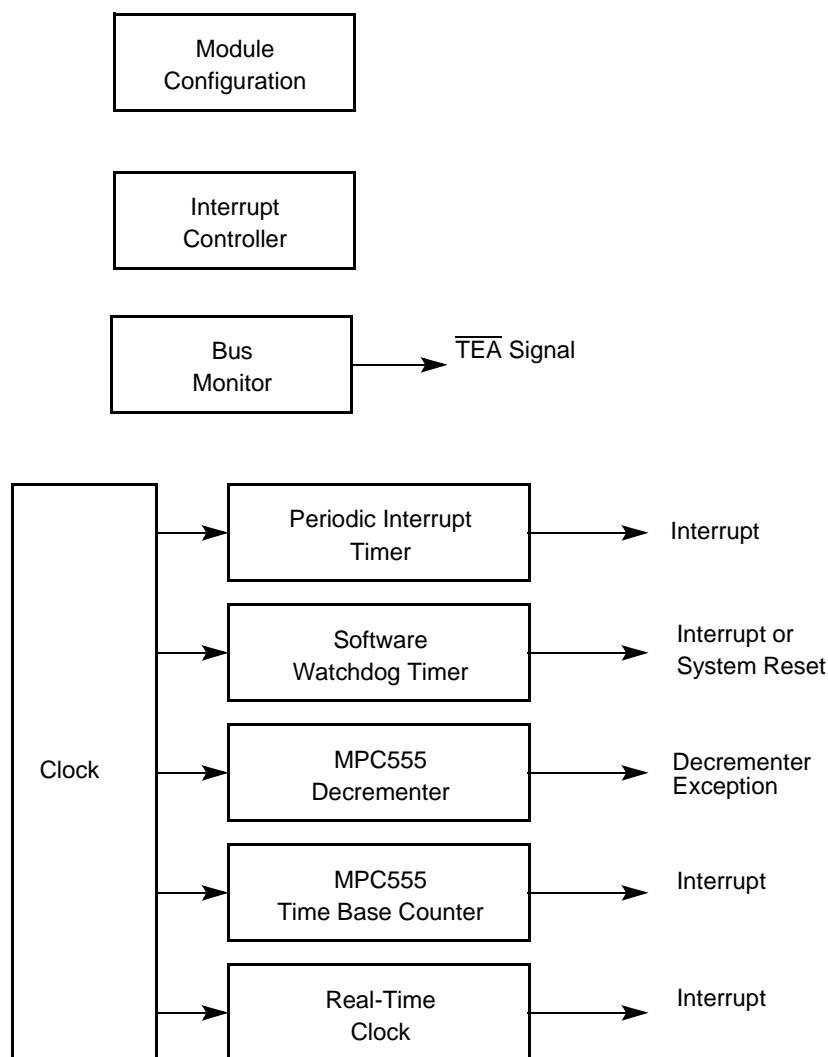 Module
Configuration
Interrupt
Controller
Bus
Monitor
TEA Signal
Periodic Interrupt
Timer
Interrupt
Software
Watchdog Timer
Interrupt or
System Reset
Clock
MPC555
Decrementer
Decrementer
Exception
MPC555
Time Base Counter
Interrupt
Real-Time
Clock
Interrupt